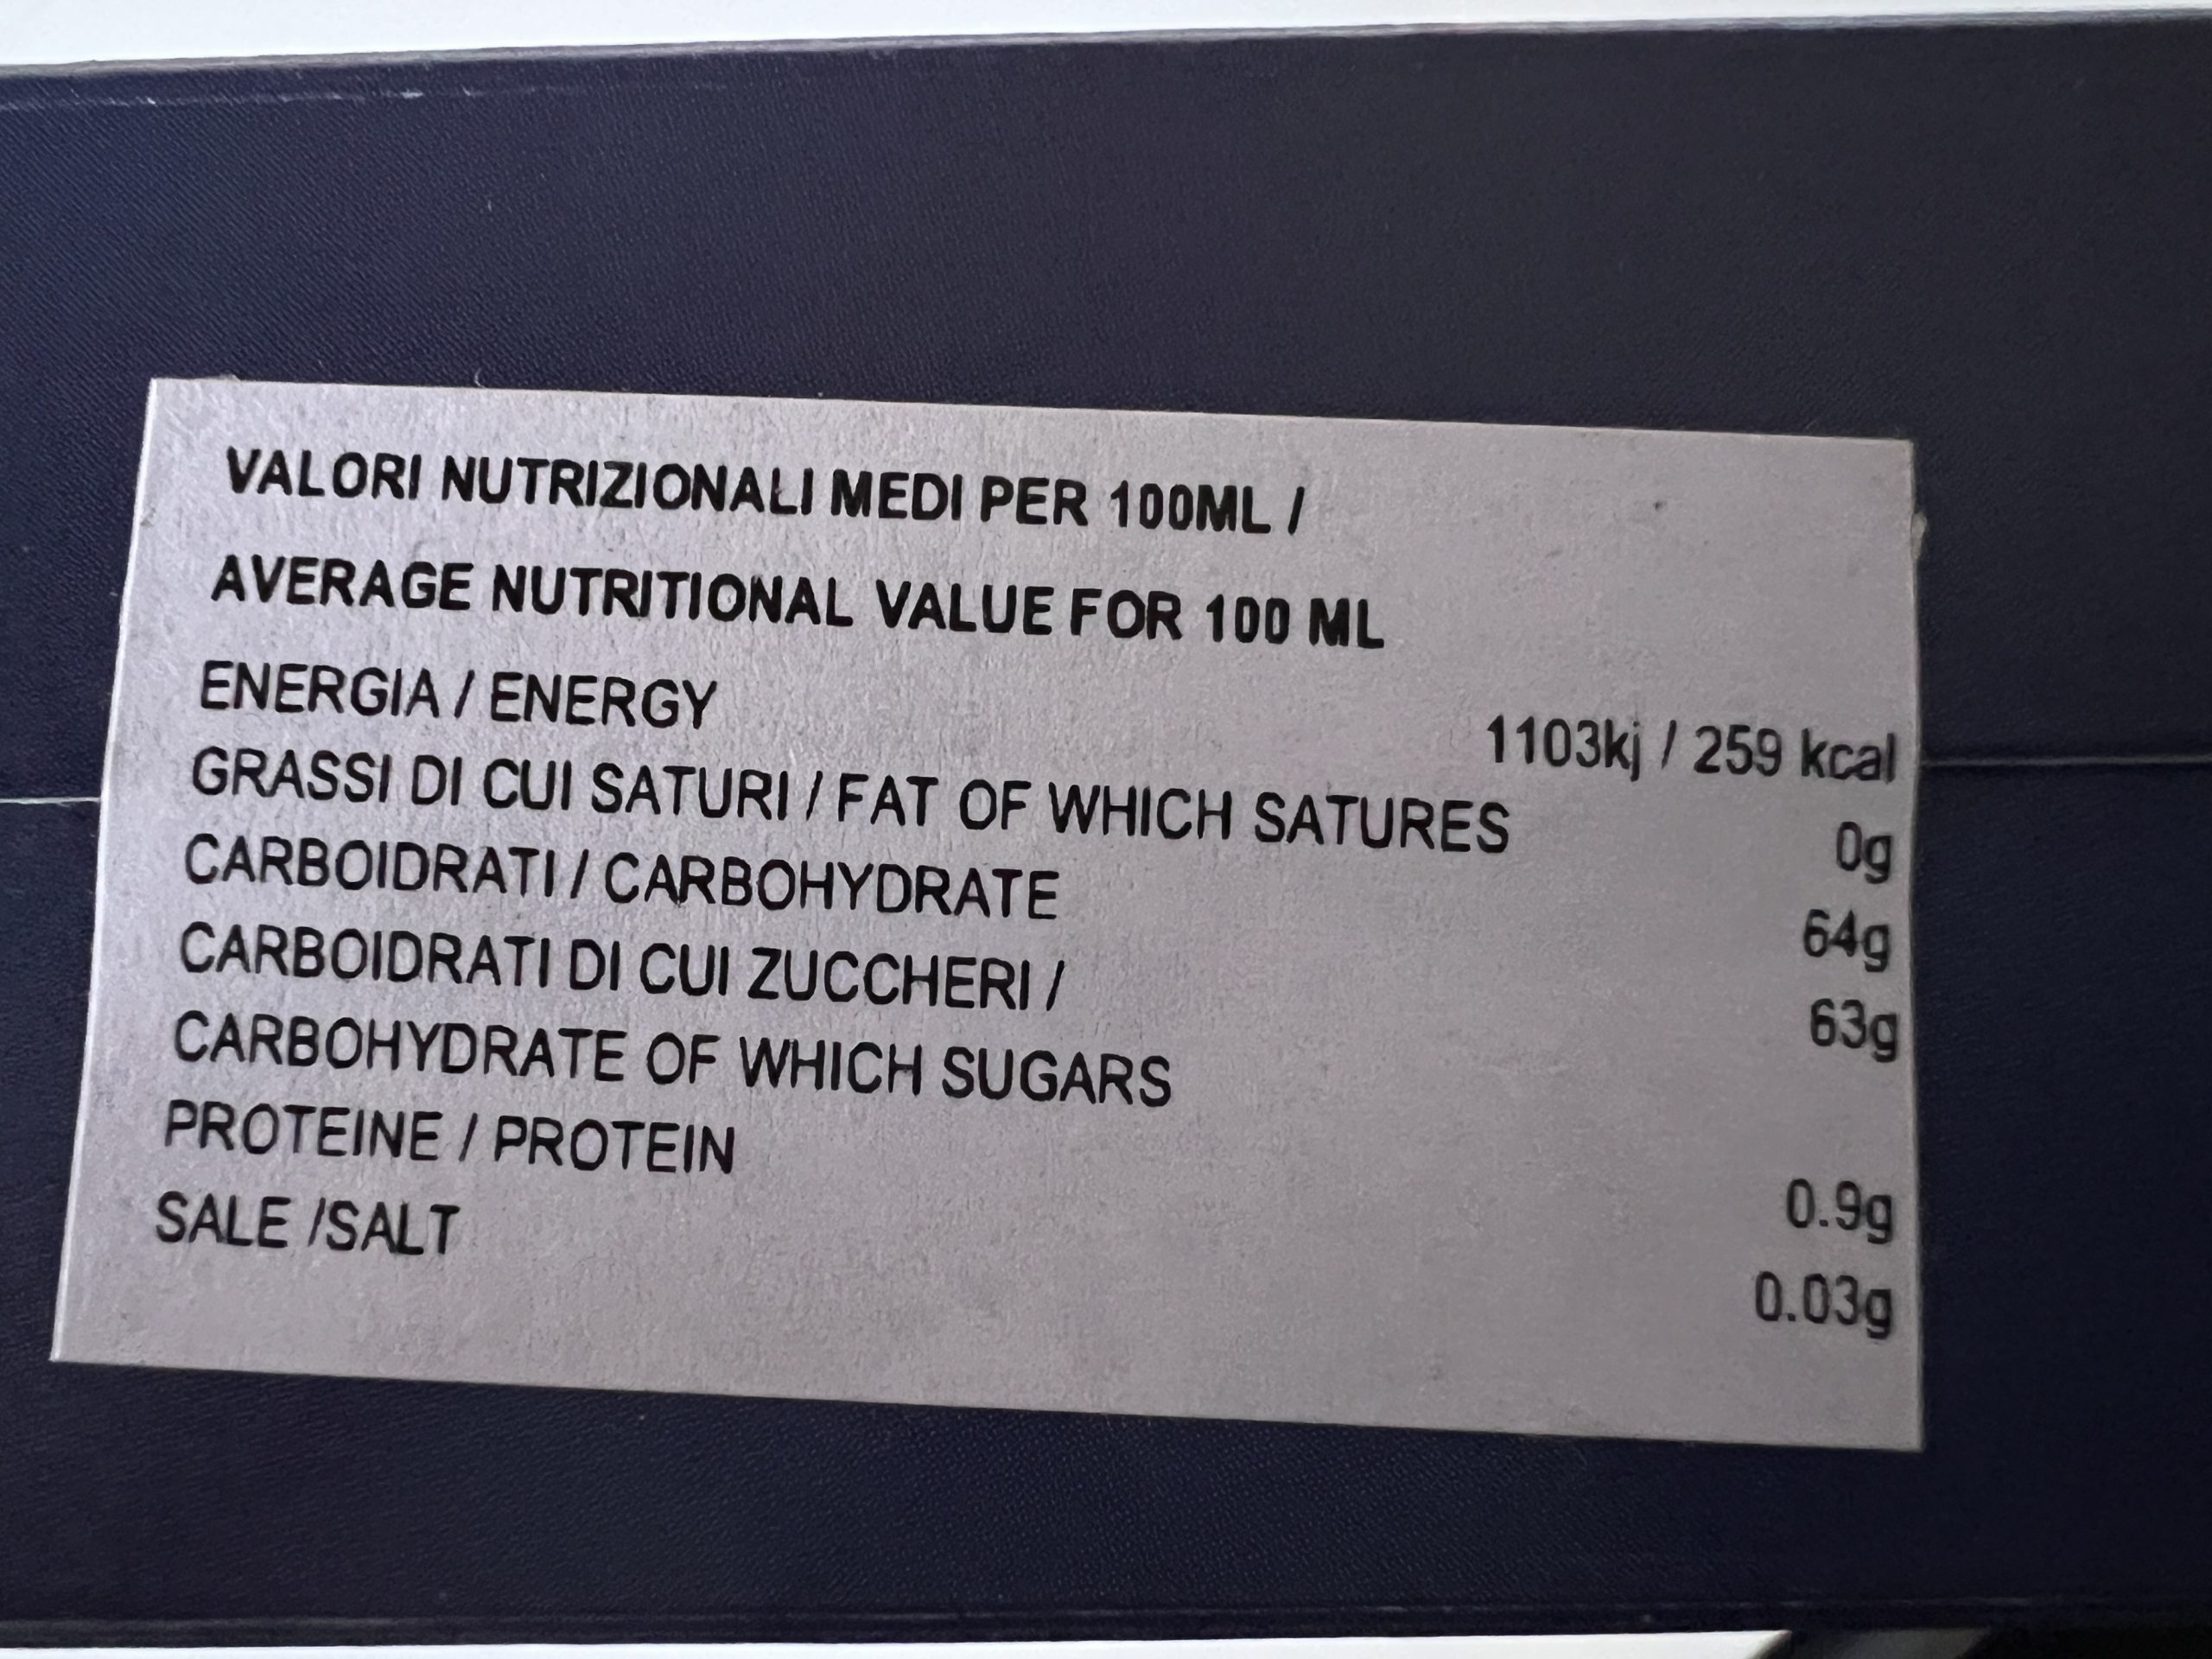 VALORI NUTRIZIONALI MEDI PER 100ML /
AVERAGE NUTRITIONAL VALUE FOR 100 ML
ENERGIA / ENERGY 1103kj / 259 kcal
GRASSI DI CUI SATURI / FAT OF WHICH SATURES 0g
CARBOIDRATI / CARBOHYDRATE 64g
CARBOIDRATI DI CUI ZUCCHERI / 63g
CARBOHYDRATE OF WHICH SUGARS
PROTEINE / PROTEIN 0.9g
SALE /SALT 0.03g